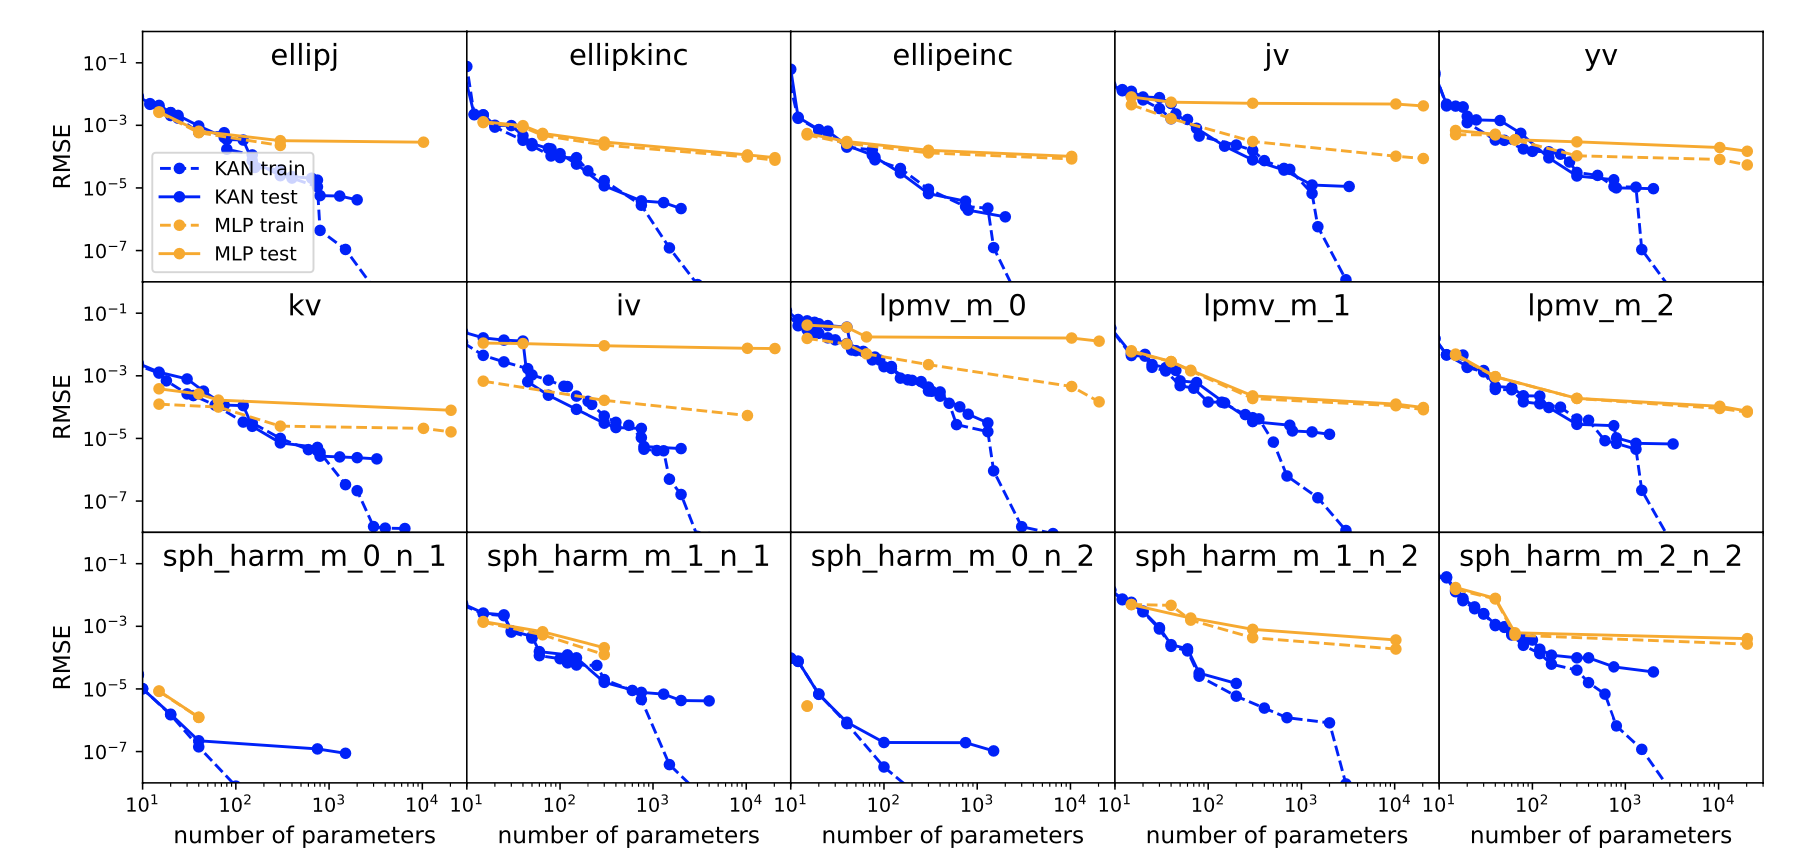 ellipj
ellipkinc
ellipeinc
jv
yv
RMSE
10⁻¹
10⁻³
10⁻⁵
10⁻⁷
KAN train
KAN test
MLP train
MLP test
kv
iv
lpmv_m_0
lpmv_m_1
lpmv_m_2
RMSE
10⁻¹
10⁻³
10⁻⁵
10⁻⁷
sph_harm_m_0_n_1
sph_harm_m_1_n_1
sph_harm_m_0_n_2
sph_harm_m_1_n_2
sph_harm_m_2_n_2
RMSE
10⁻¹
10⁻³
10⁻⁵
10⁻⁷
10¹ 10² 10³ 10⁴
10¹ 10² 10³ 10⁴
10¹ 10² 10³ 10⁴
10¹ 10² 10³ 10⁴
10¹ 10² 10³ 10⁴
number of parameters
number of parameters
number of parameters
number of parameters
number of parameters